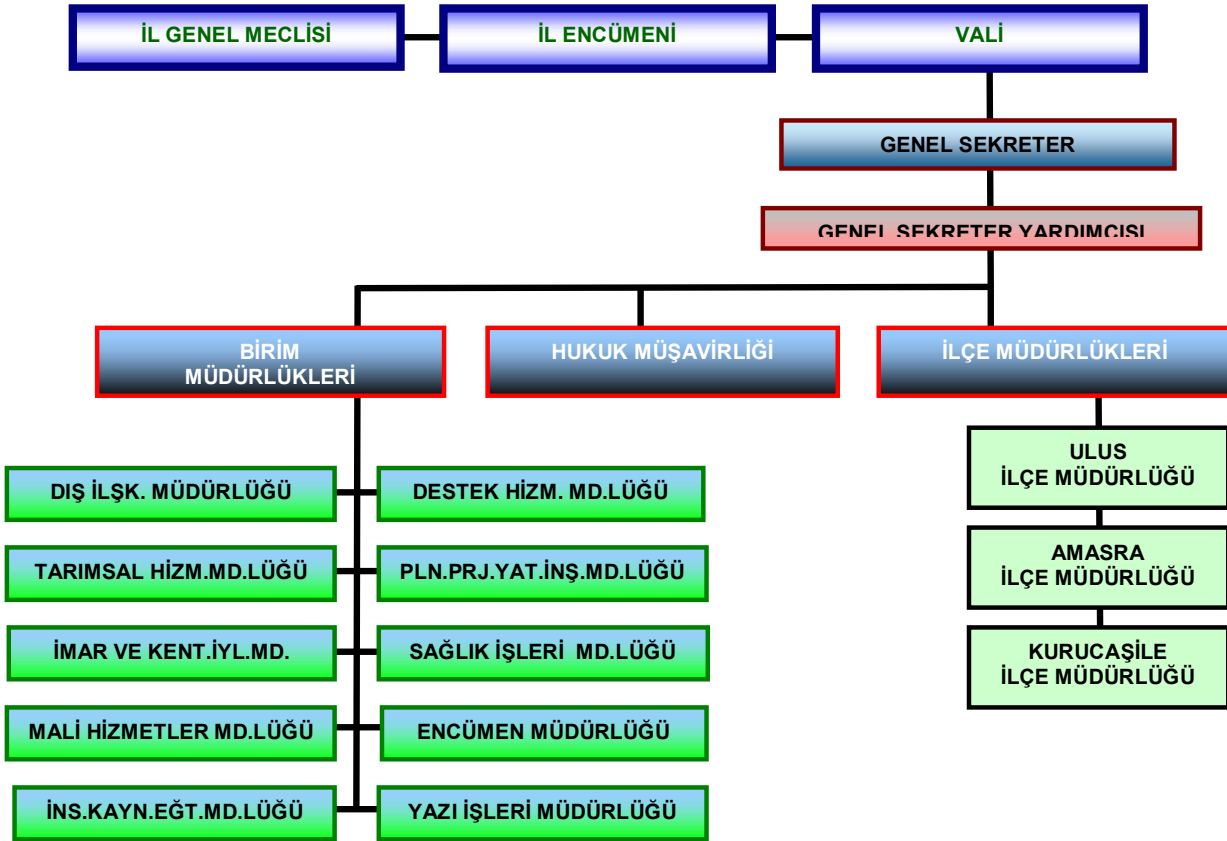 İL GENEL MECLİSİ
İL ENCÜMENİ
VALİ
GENEL SEKRETER
GENEL SEKRETER YARDIMCISI
BİRİM
MÜDÜRLÜKLERİ
HUKUK MÜŞAVİRLİĞİ
İLÇE MÜDÜRLÜKLERİ
DIŞ İLŞK. MÜDÜRLÜĞÜ
DESTEK HİZM. MD.LÜĞÜ
TARIMSAL HİZM.MD.LÜĞÜ
PLN.PRJ.YAT.İNŞ.MD.LÜĞÜ
İMAR VE KENT.İYL.MD.
SAĞLIK İŞLERİ  MD.LÜĞÜ
MALİ HİZMETLER MD.LÜĞÜ
ENCÜMEN MÜDÜRLÜĞÜ
İNS.KAYN.EĞT.MD.LÜĞÜ
YAZI İŞLERİ MÜDÜRLÜĞÜ
ULUS
İLÇE MÜDÜRLÜĞÜ
AMASRA
İLÇE MÜDÜRLÜĞÜ
KURUCAŞİLE
İLÇE MÜDÜRLÜĞÜ